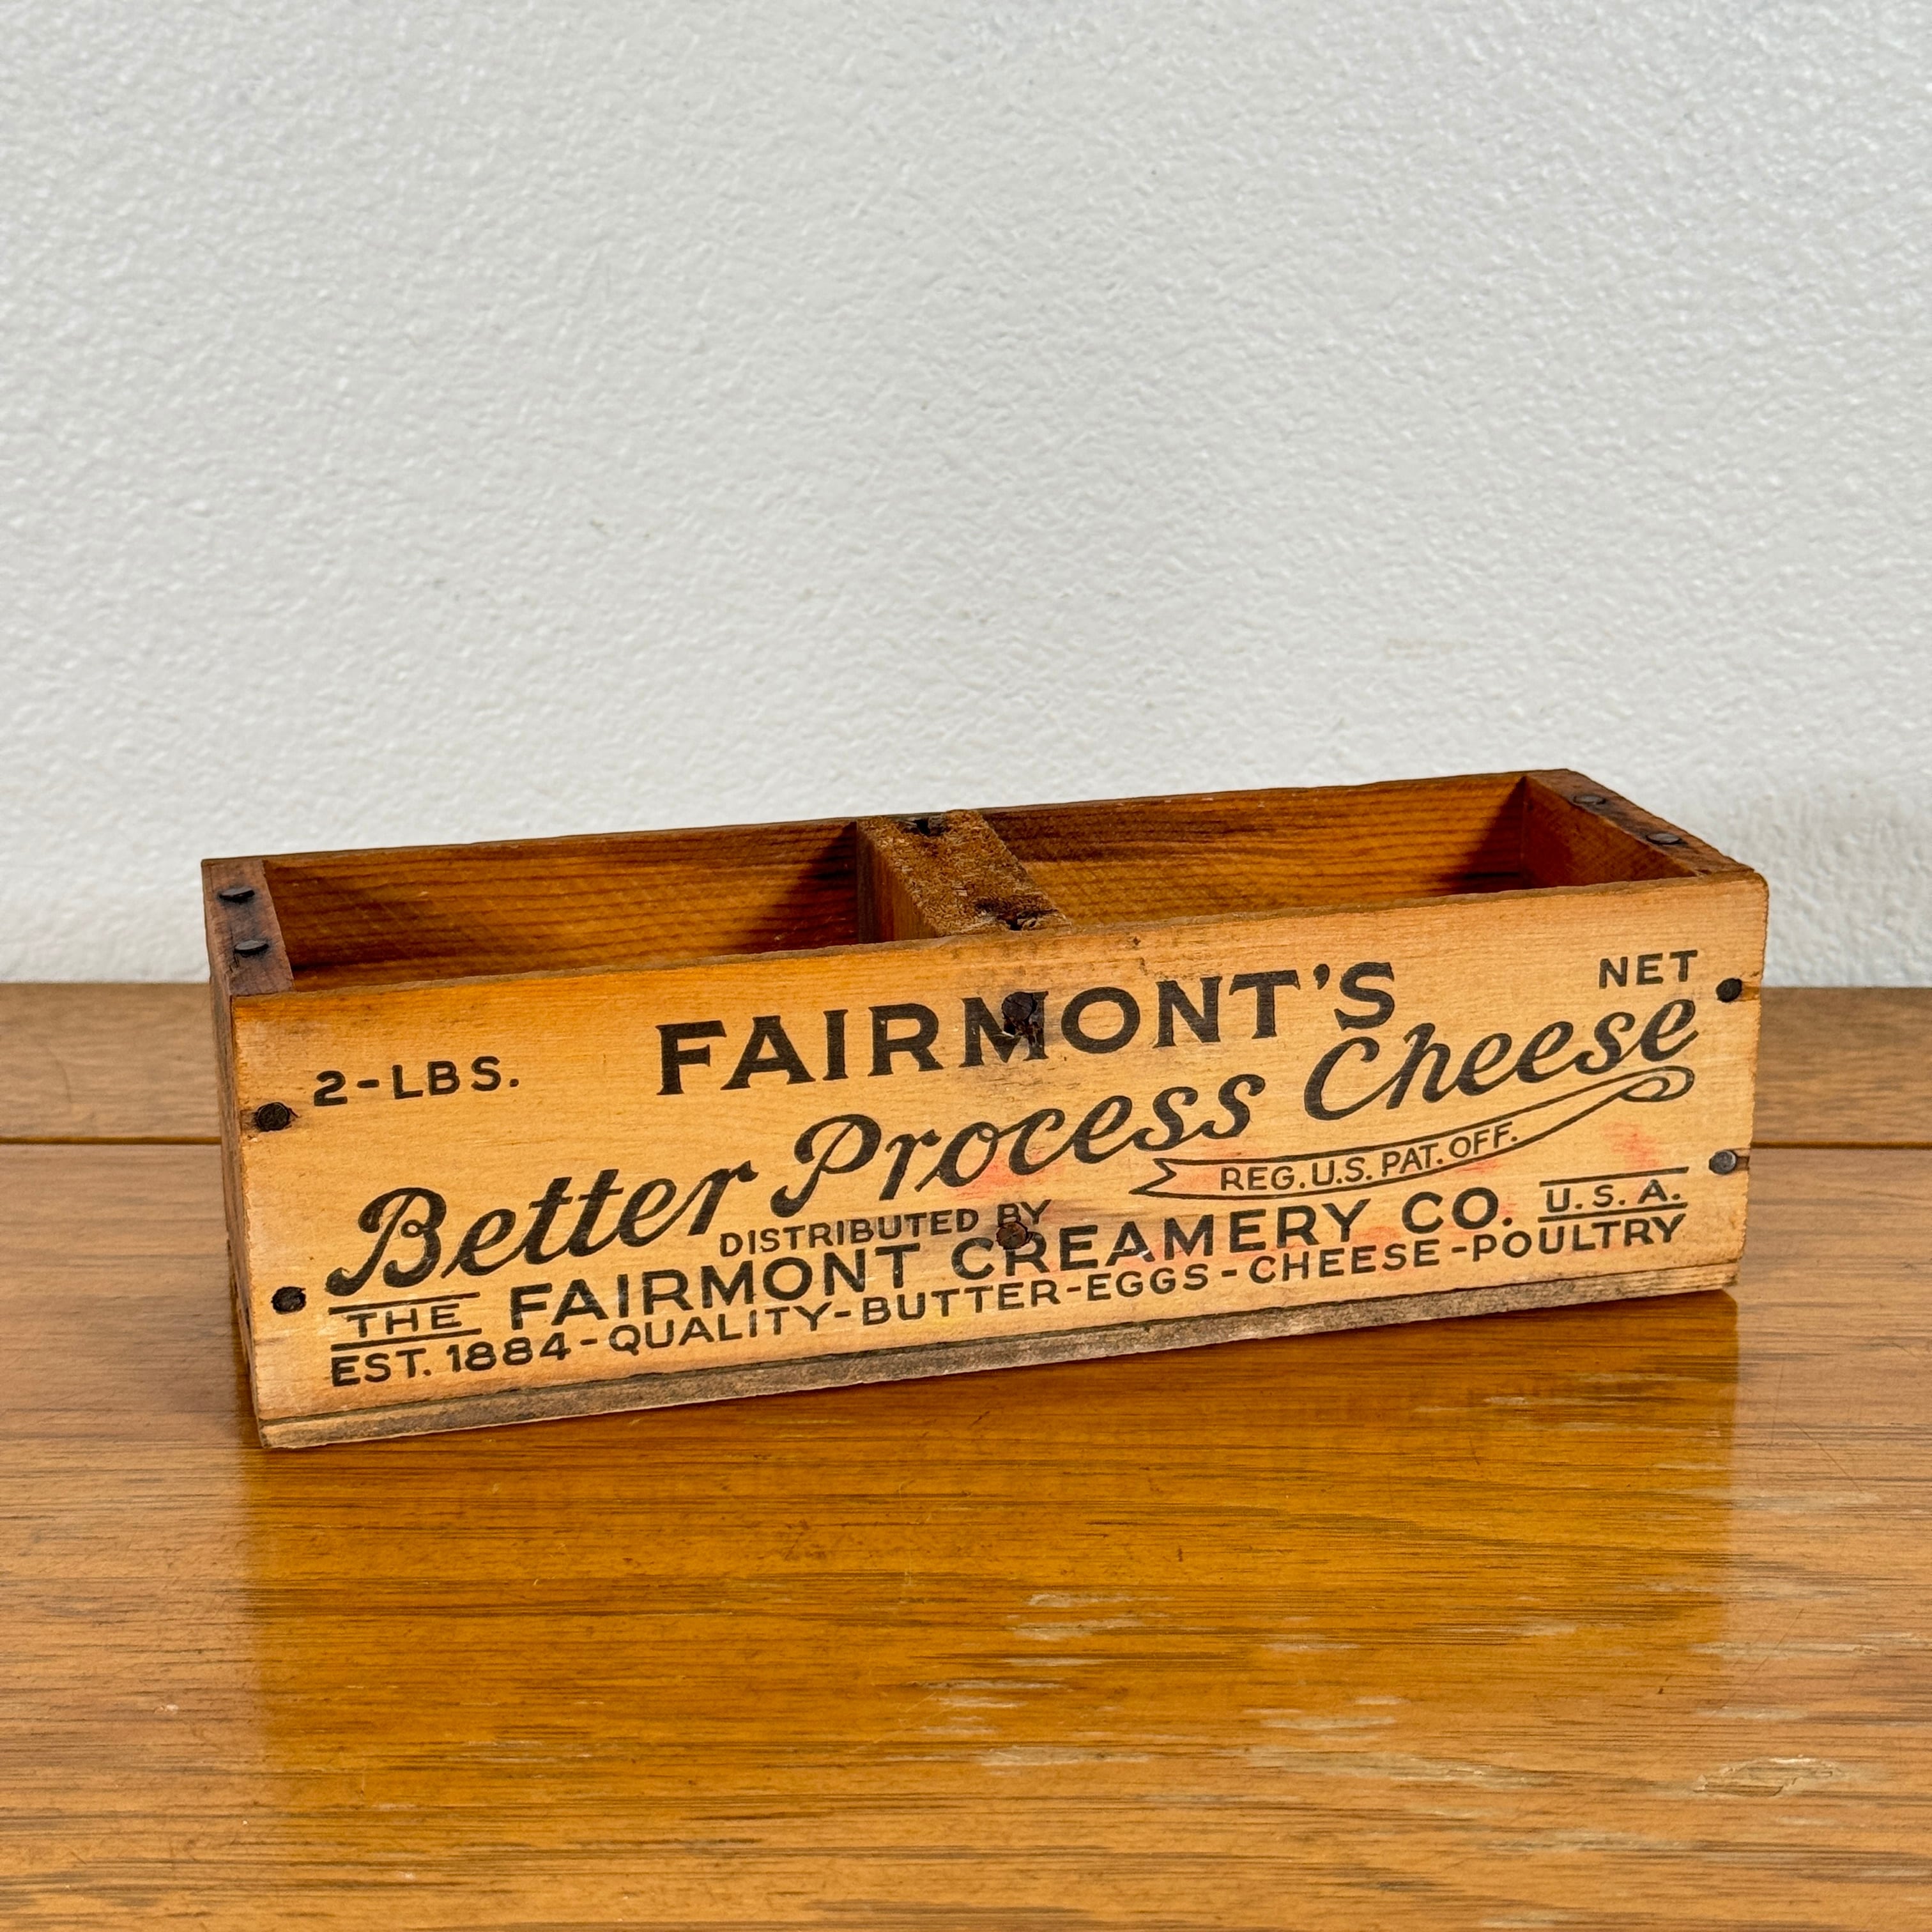 2-LBS. FAIRMONT'S NET
Better Process Cheese
REG. U.S. PAT. OFF.
DISTRIBUTED BY
THE FAIRMONT CREAMERY CO. U.S.A.
EST. 1884-QUALITY-BUTTER-EGGS-CHEESE-POULTRY